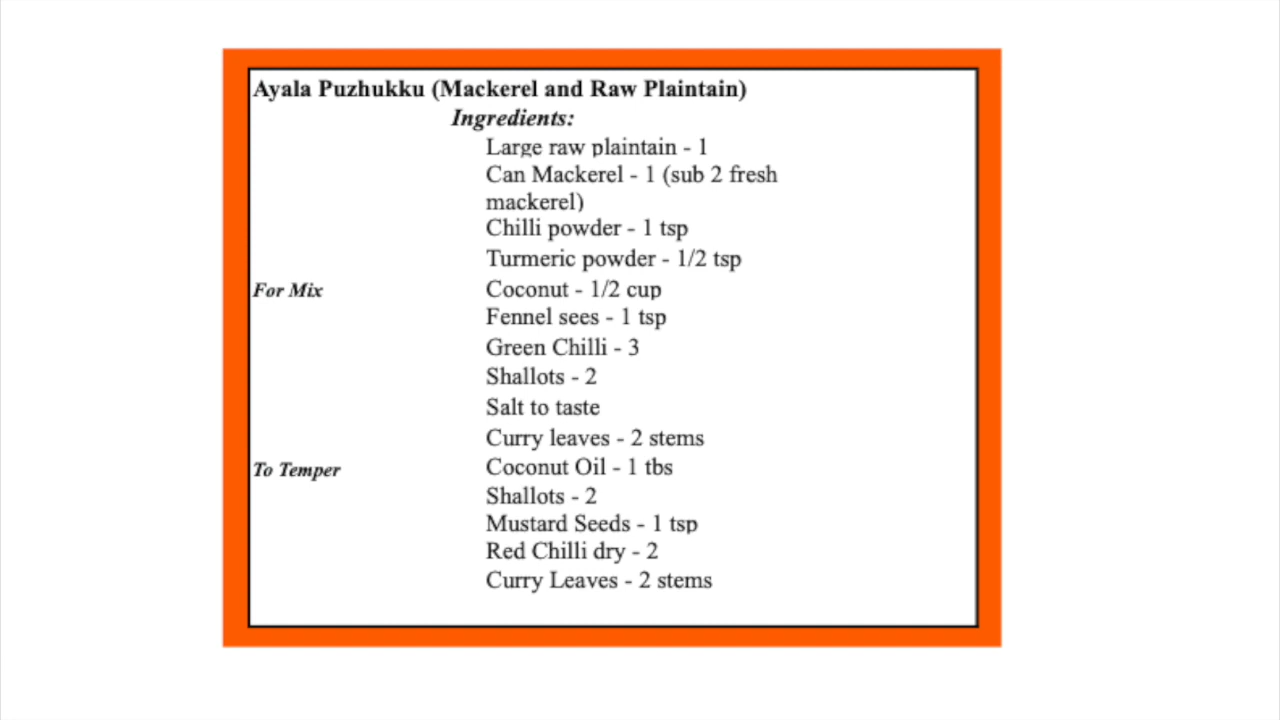 Ayala Puzhukku (Mackerel and Raw Plaintain)
Ingredients:
Large raw plaintain - 1
Can Mackerel - 1 (sub 2 fresh
mackerel)
Chilli powder - 1 tsp
Turmeric powder - 1/2 tsp
For Mix Coconut - 1/2 cup
Fennel sees - 1 tsp
Green Chilli - 3
Shallots - 2
Salt to taste
Curry leaves - 2 stems
To Temper Coconut Oil - 1 tbs
Shallots - 2
Mustard Seeds - 1 tsp
Red Chilli dry - 2
Curry Leaves - 2 stems